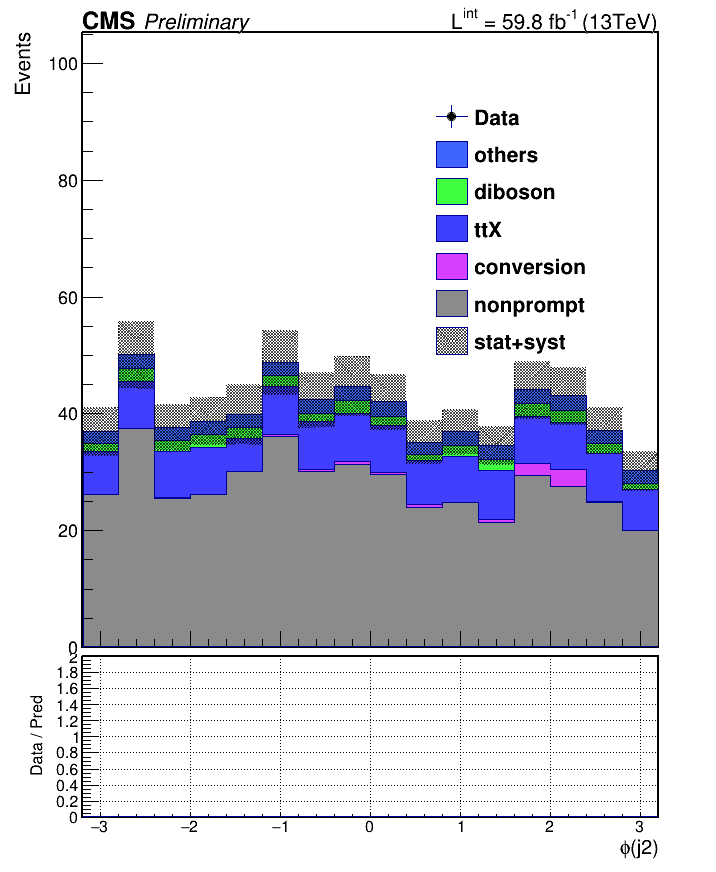 CMS Preliminary
L^int = 59.8 fb^-1 (13TeV)
Events
100
80
60
40
20
0
Data
others
diboson
ttX
conversion
nonprompt
stat+syst
Data / Pred
2
1.8
1.6
1.4
1.2
1
0.8
0.6
0.4
0.2
0
−3 −2 −1 0 1 2 3
ϕ(j2)